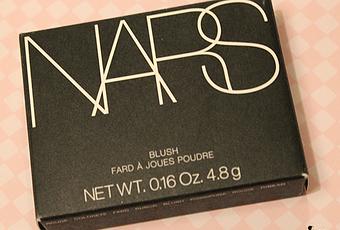 NARS
BLUSH
FARD À JOUES POUDRE
NET WT. 0.16 Oz. 4.8 g